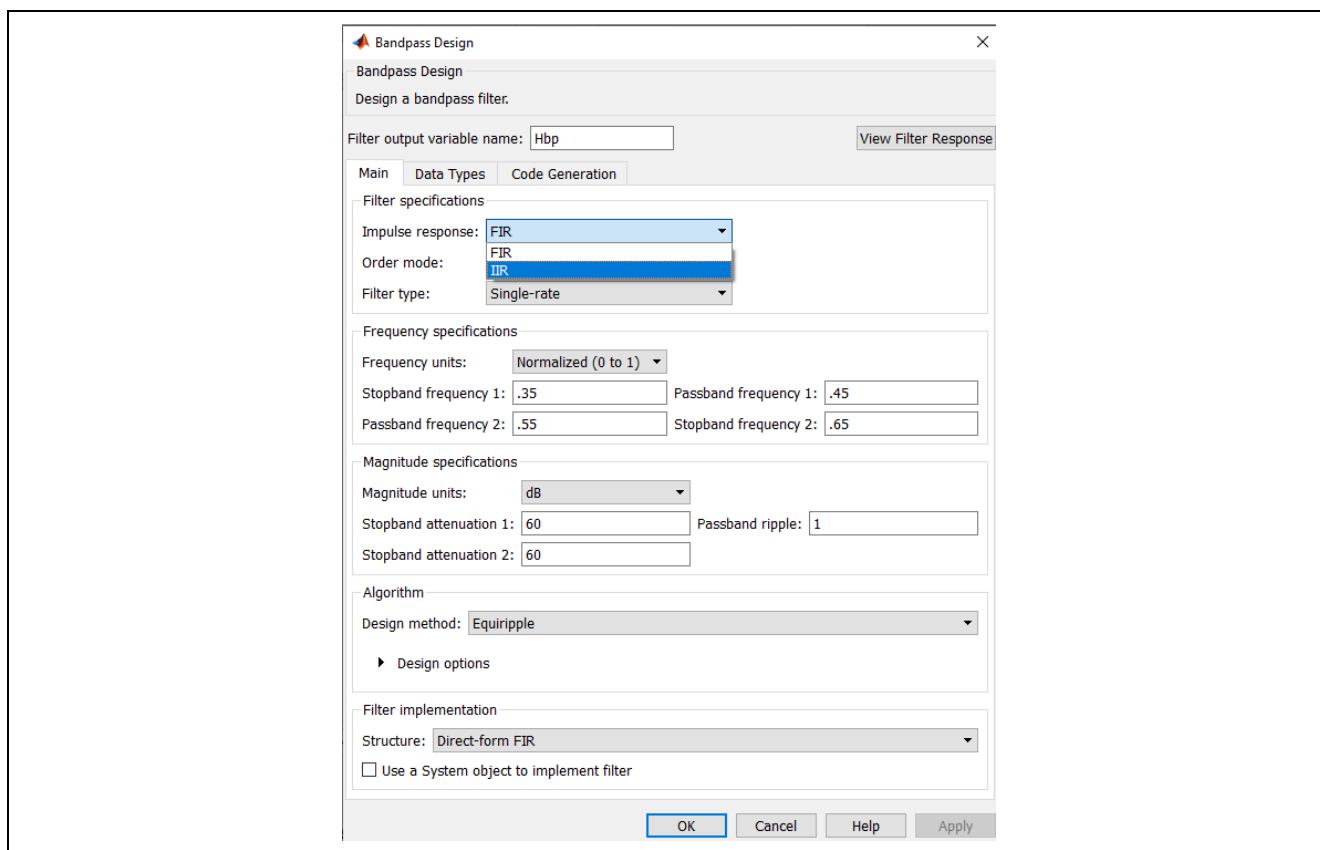 Bandpass Design
Bandpass Design
Design a bandpass filter.
Filter output variable name: Hbp View Filter Response
Main Data Types Code Generation
Filter specifications
Impulse response: FIR
FIR
Order mode: IIR
Filter type: Single-rate
Frequency specifications
Frequency units: Normalized (0 to 1)
Stopband frequency 1: .35 Passband frequency 1: .45
Passband frequency 2: .55 Stopband frequency 2: .65
Magnitude specifications
Magnitude units: dB
Stopband attenuation 1: 60 Passband ripple: 1
Stopband attenuation 2: 60
Algorithm
Design method: Equiripple
Design options
Filter implementation
Structure: Direct-form FIR
Use a System object to implement filter
OK Cancel Help Apply